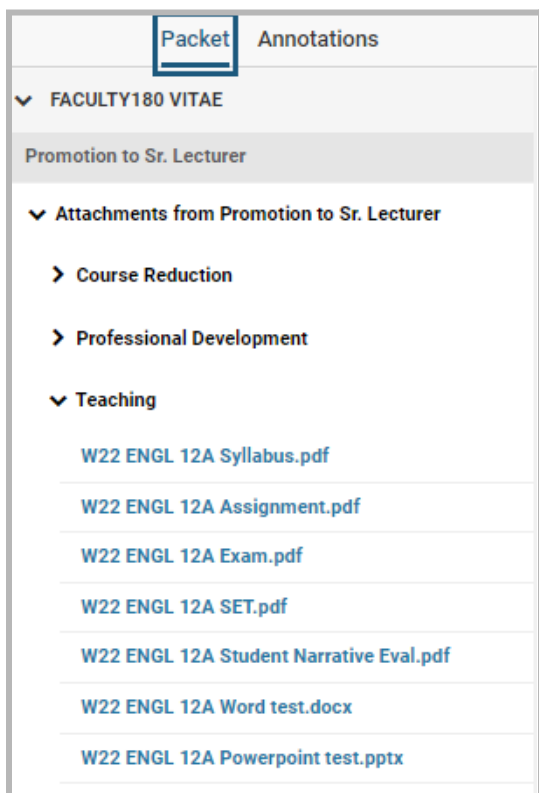 Packet Annotations
FACULTY180 VITAE
Promotion to Sr. Lecturer
Attachments from Promotion to Sr. Lecturer
Course Reduction
Professional Development
Teaching
W22 ENGL 12A Syllabus.pdf
W22 ENGL 12A Assignment.pdf
W22 ENGL 12A Exam.pdf
W22 ENGL 12A SET.pdf
W22 ENGL 12A Student Narrative Eval.pdf
W22 ENGL 12A Word test.docx
W22 ENGL 12A Powerpoint test.pptx